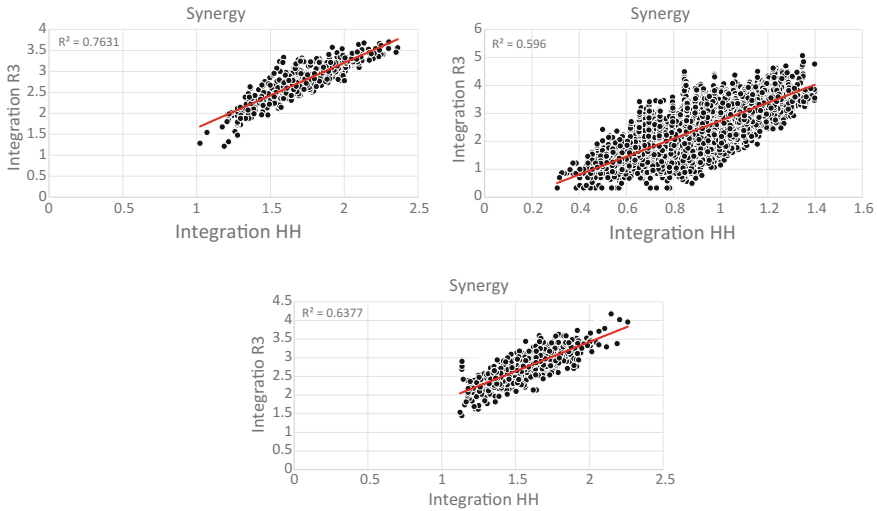 Synergy
R² = 0.7631
Integration R3
4
3.5
3
2.5
2
1.5
1
0.5
0
0 0.5 1 1.5 2 2.5
Integration HH
Synergy
R² = 0.596
Integration R3
6
5
4
3
2
1
0
0 0.2 0.4 0.6 0.8 1 1.2 1.4 1.6
Integration HH
Synergy
R² = 0.6377
Integratio R3
4.5
4
3.5
3
2.5
2
1.5
1
0.5
0
0 0.5 1 1.5 2 2.5
Integration HH